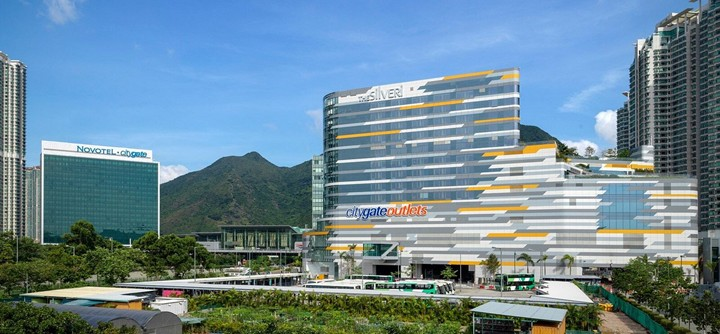 THE SILVERI
NOVOTEL citygate
citygateoutlets